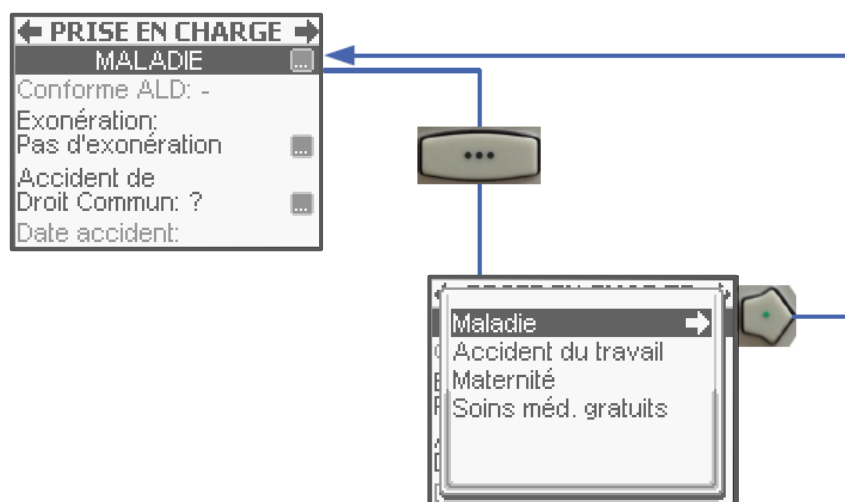 PRISE EN CHARGE
MALADIE
Conforme ALD: -
Exonération:
Pas d'exonération
Accident de
Droit Commun: ?
Date accident:
Maladie
Accident du travail
Maternité
Soins méd. gratuits